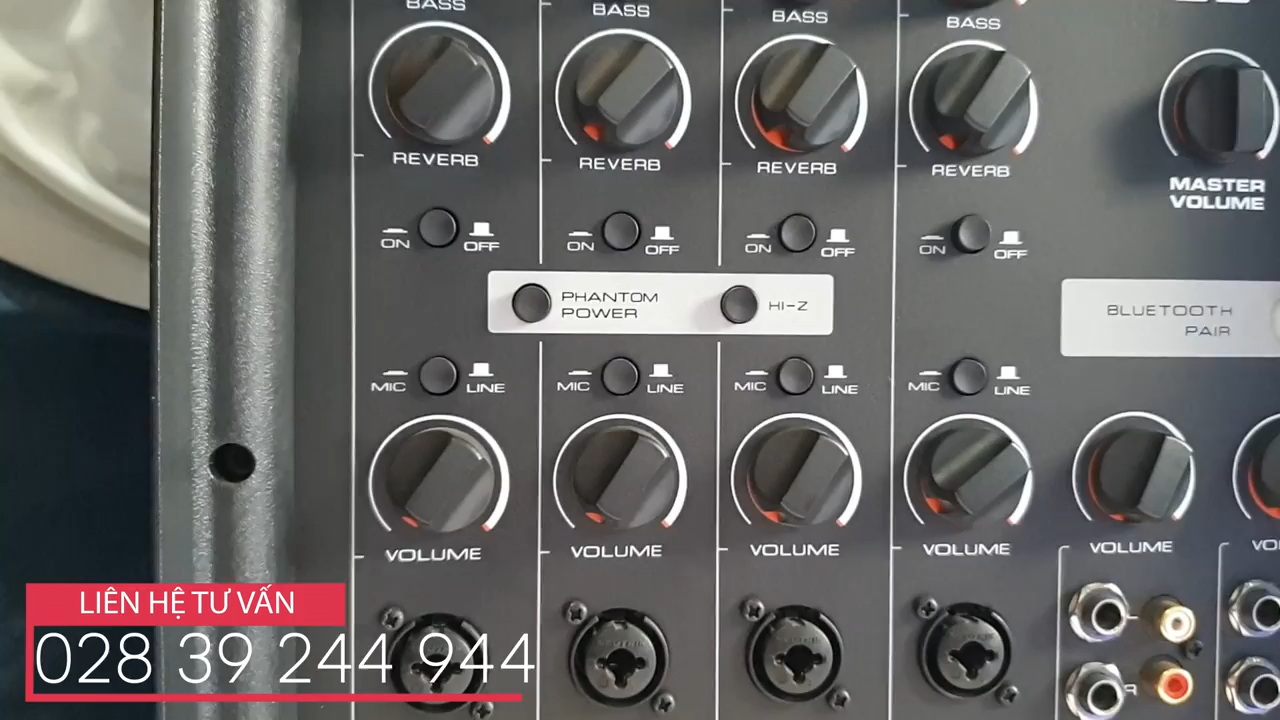 BASS BASS BASS BASS
REVERB REVERB REVERB REVERB
MASTER
VOLUME
ON OFF ON OFF ON OFF ON OFF
PHANTOM
POWER
HI-Z
BLUETOOTH
PAIR
MIC LINE MIC LINE MIC LINE MIC LINE
VOLUME VOLUME VOLUME VOLUME VOLUME
R
LIÊN HỆ TƯ VẤN
028 39 244 944